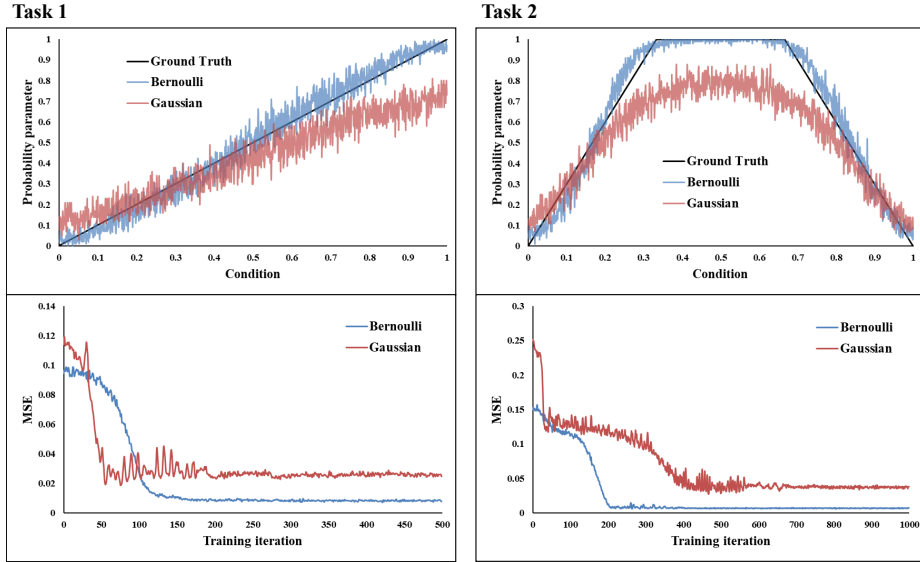 Task 1
Task 2
Probability parameter
1
0.9
0.8
0.7
0.6
0.5
0.4
0.3
0.2
0.1
0
Ground Truth
Bernoulli
Gaussian
0 0.1 0.2 0.3 0.4 0.5 0.6 0.7 0.8 0.9 1
Condition
Probability parameter
1
0.9
0.8
0.7
0.6
0.5
0.4
0.3
0.2
0.1
0
Ground Truth
Bernoulli
Gaussian
0 0.1 0.2 0.3 0.4 0.5 0.6 0.7 0.8 0.9 1
Condition
MSE
0.14
0.12
0.1
0.08
0.06
0.04
0.02
0
Bernoulli
Gaussian
0 50 100 150 200 250 300 350 400 450 500
Training iteration
MSE
0.3
0.25
0.2
0.15
0.1
0.05
0
Bernoulli
Gaussian
0 100 200 300 400 500 600 700 800 900 1000
Training iteration